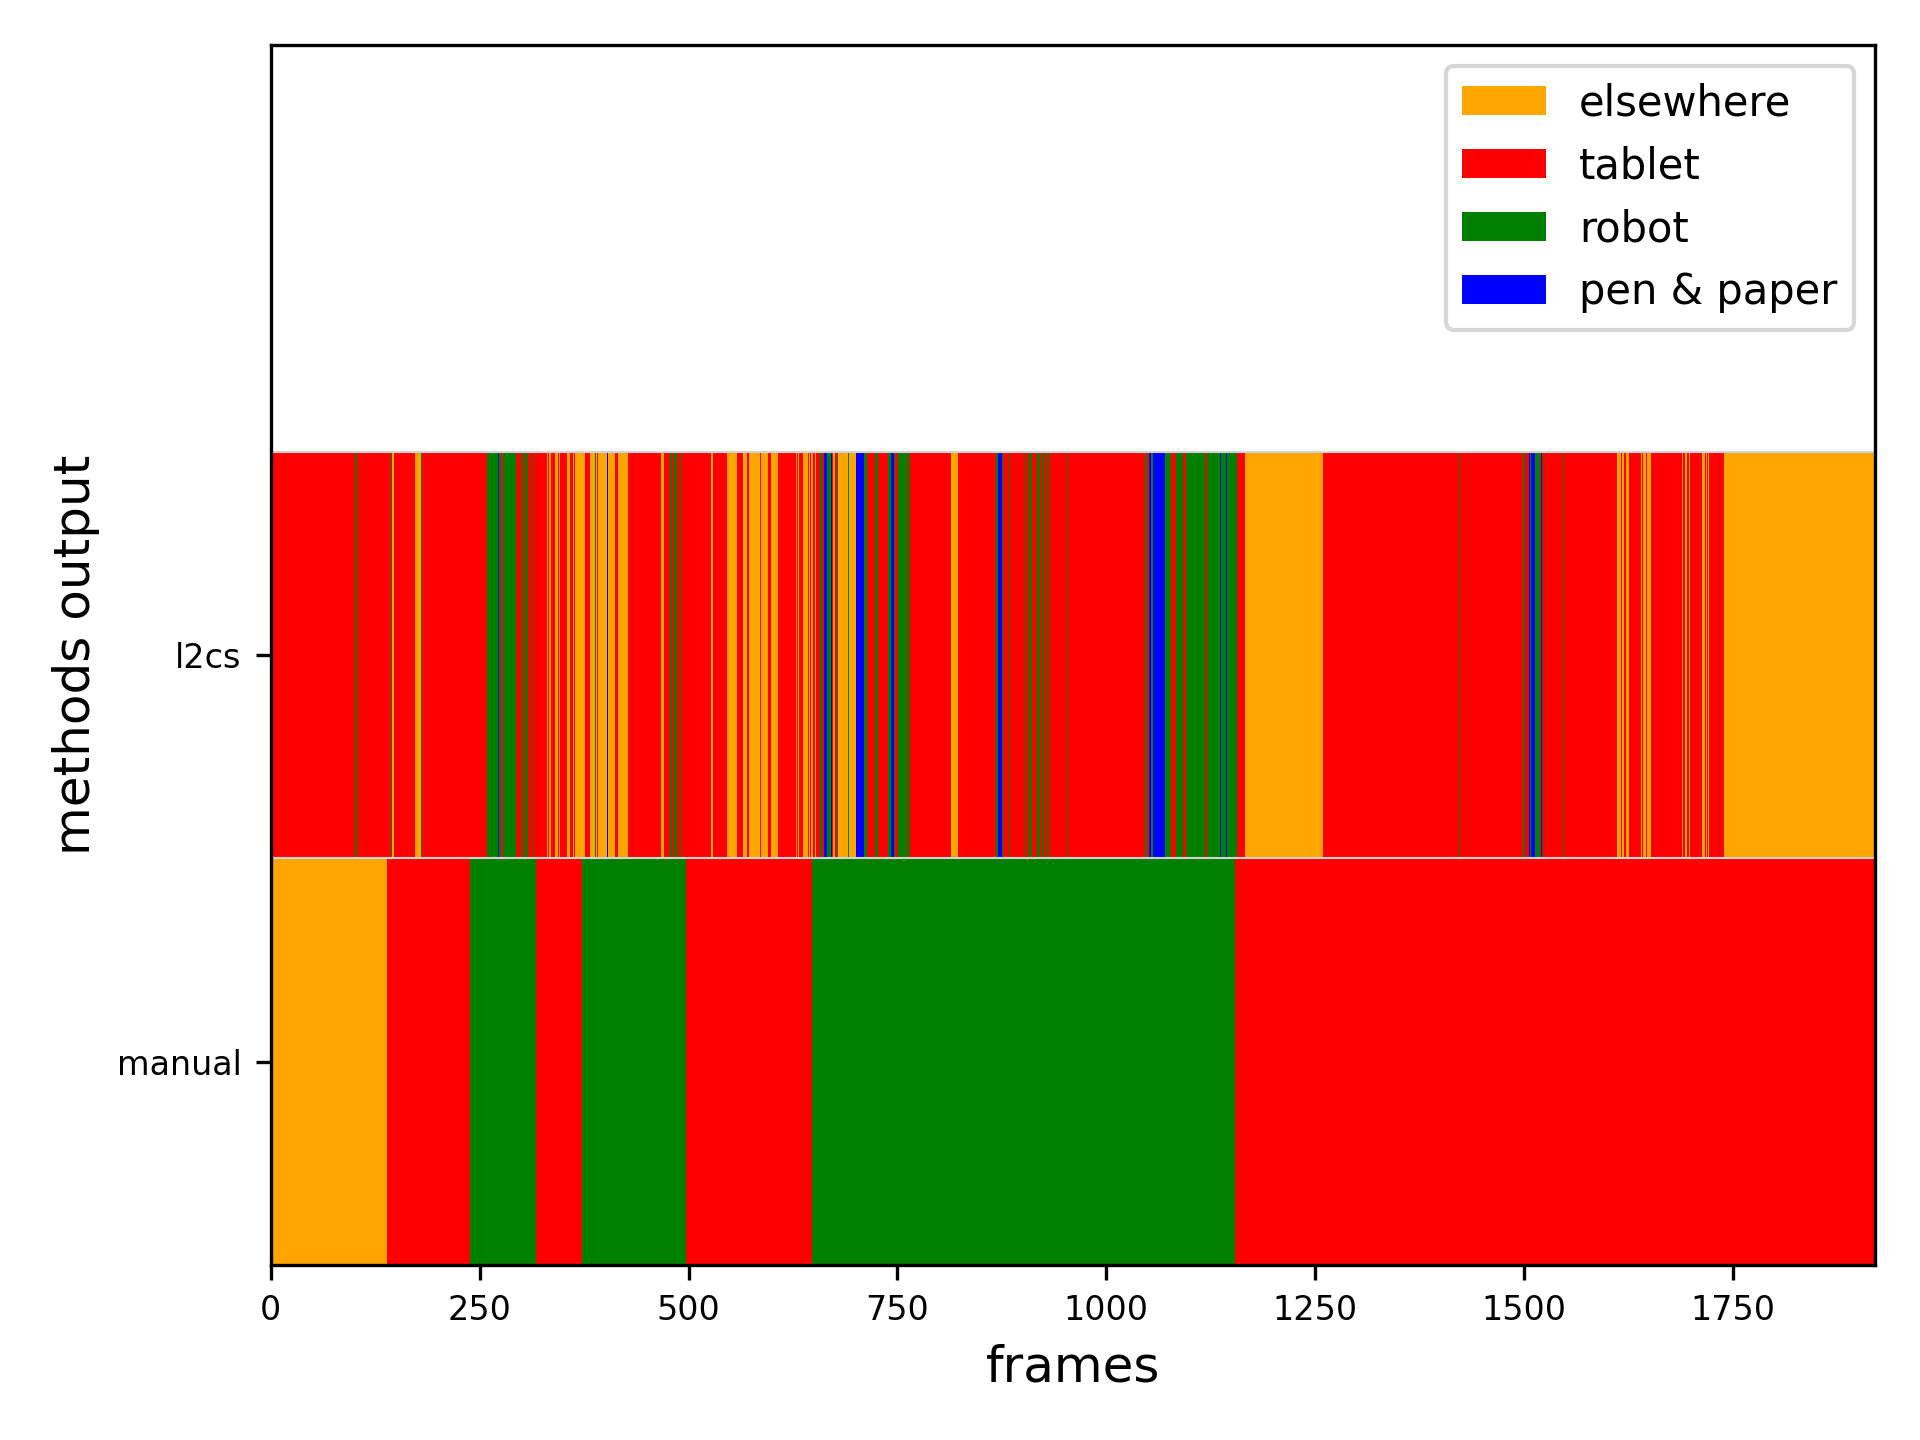 elsewhere
tablet
robot
pen & paper
methods output
l2cs
manual
0 250 500 750 1000 1250 1500 1750
frames